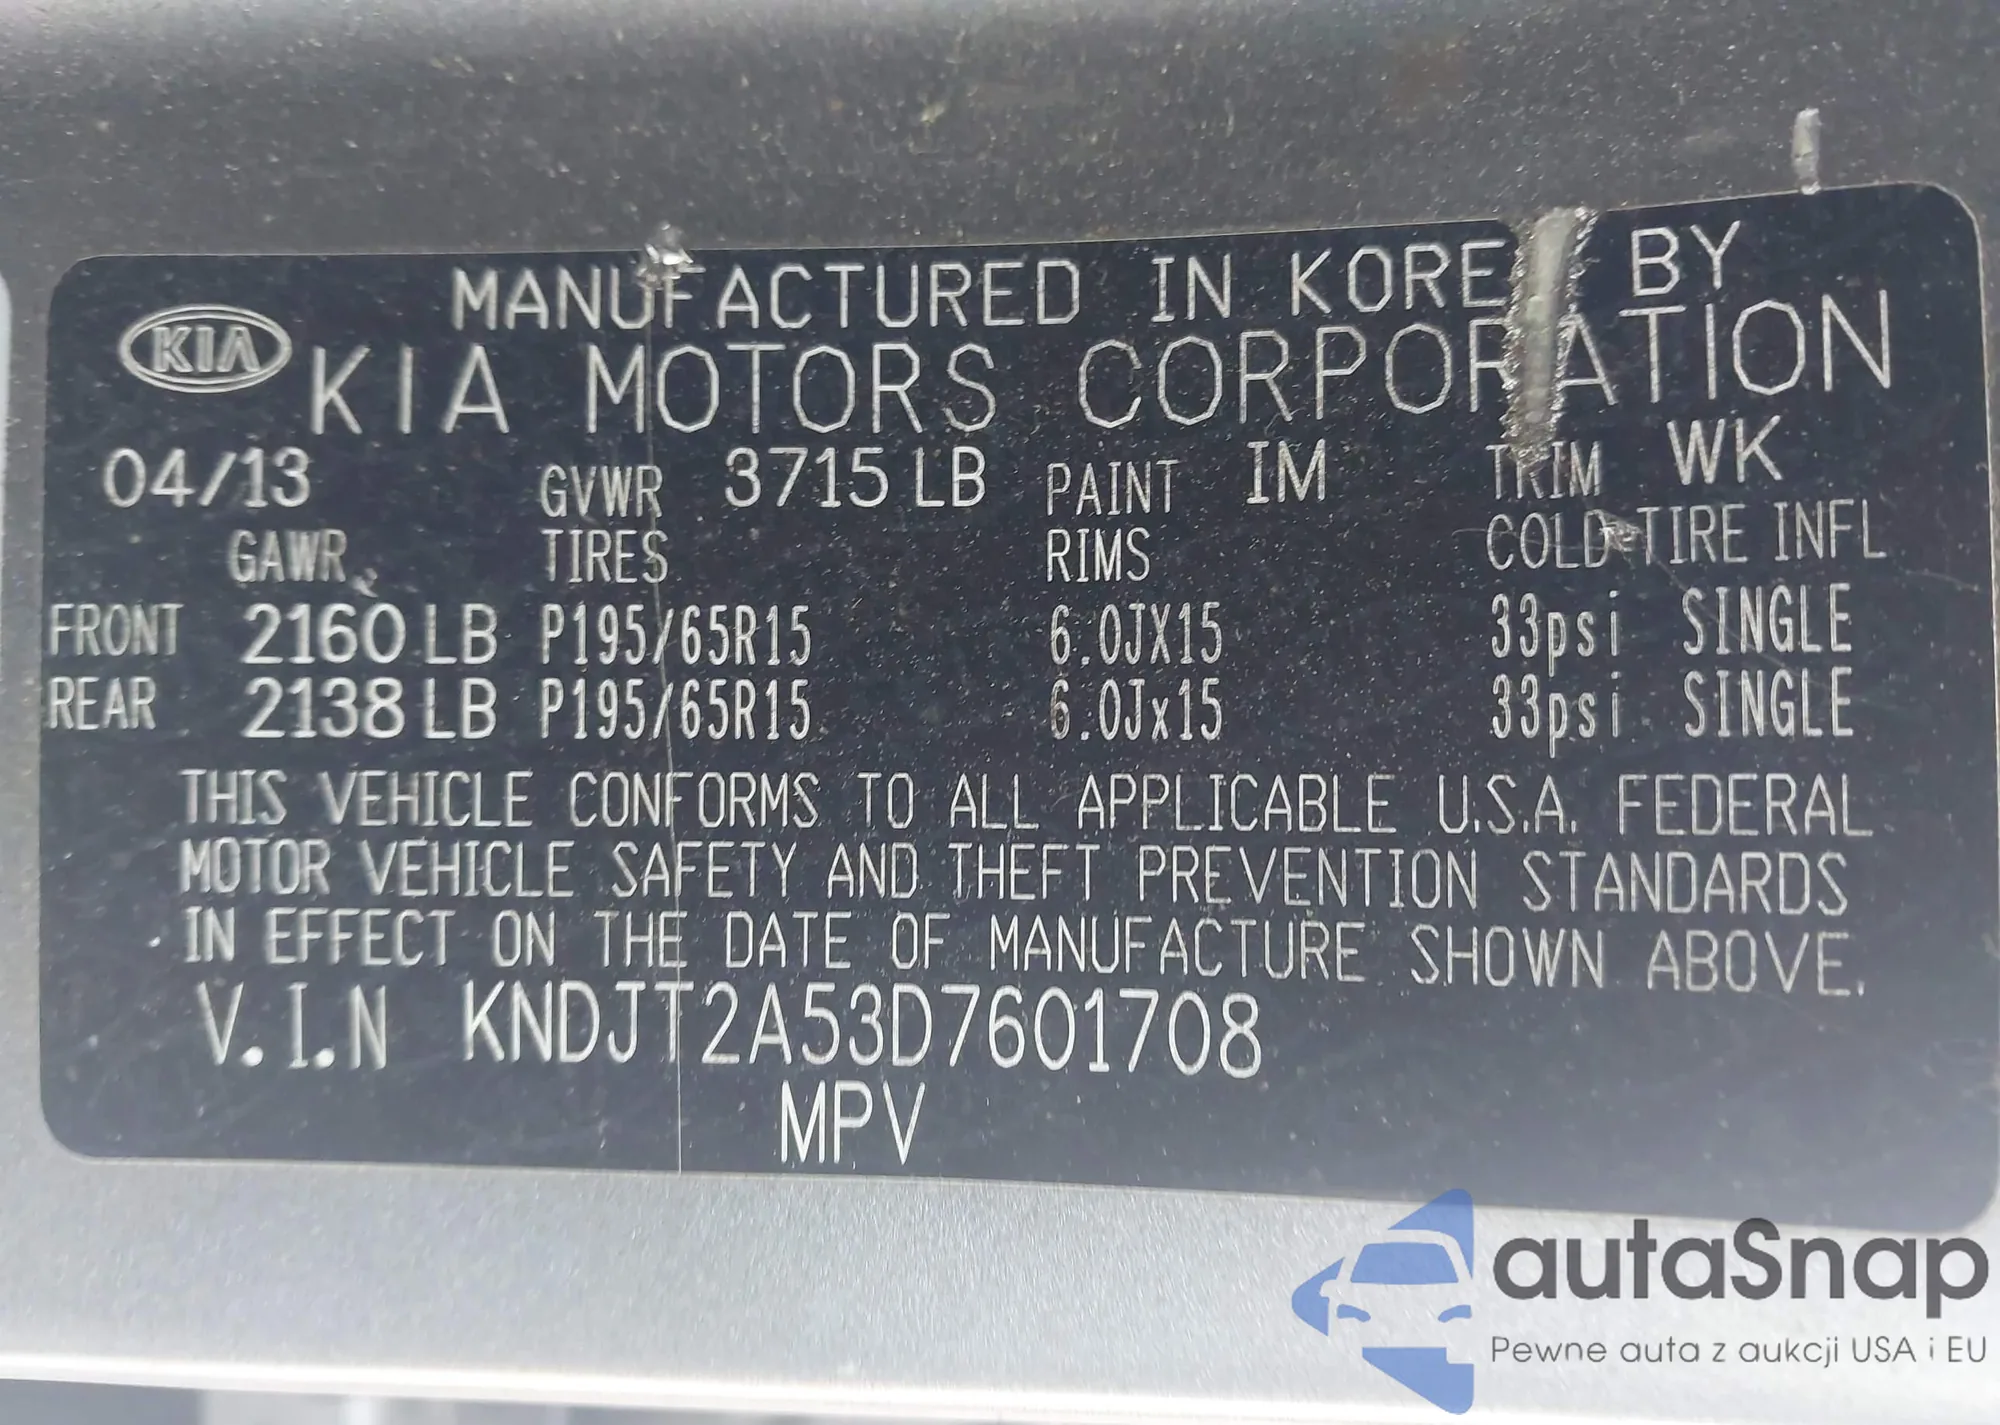 MANUFACTURED IN KOREA BY
KIA
KIA MOTORS CORPORATION
04/13 GVWR 3715 LB PAINT IM TRIM WK
GAWR TIRES RIMS COLD TIRE INFL
FRONT 2160 LB P195/65R15 6.0JX15 33psi SINGLE
REAR 2138 LB P195/65R15 6.0Jx15 33psi SINGLE
THIS VEHICLE CONFORMS TO ALL APPLICABLE U.S.A. FEDERAL
MOTOR VEHICLE SAFETY AND THEFT PREVENTION STANDARDS
IN EFFECT ON THE DATE OF MANUFACTURE SHOWN ABOVE.
V.I.N KNDJT2A53D7601708
MPV
autaSnap
Pewne auta z aukcji USA i EU